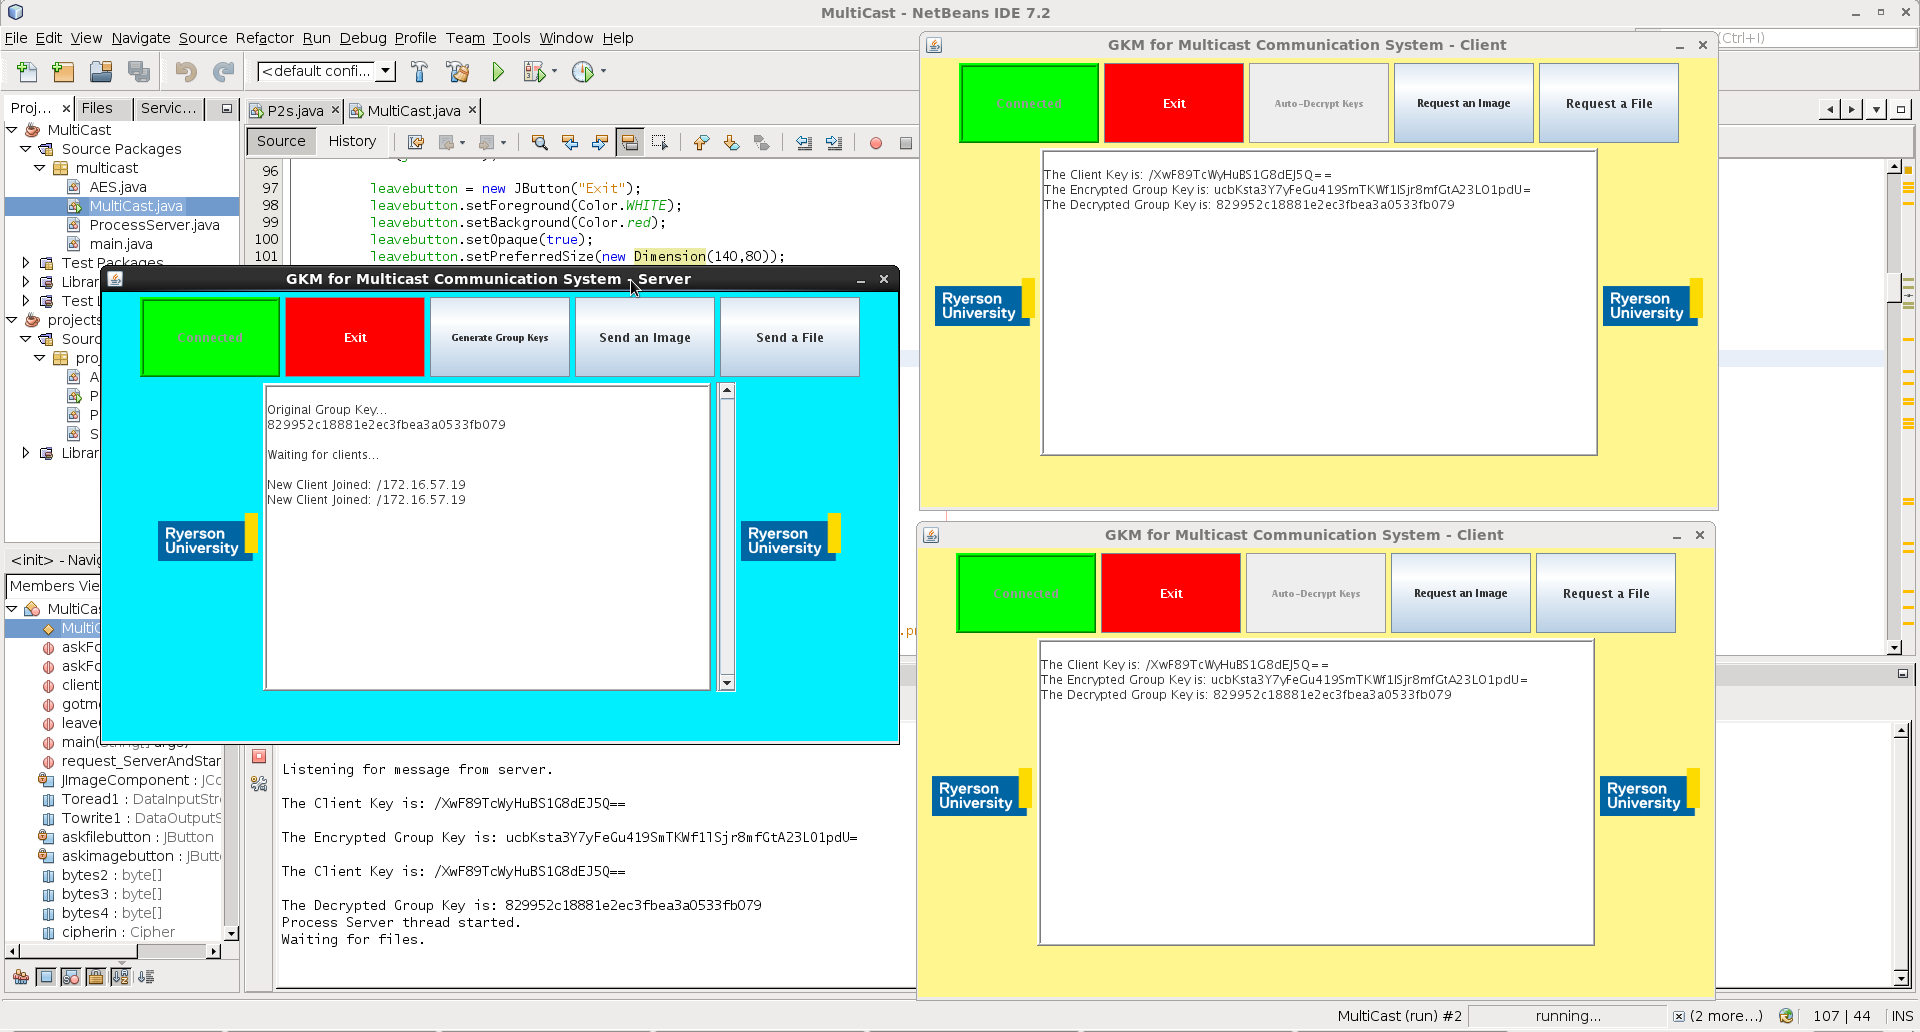 MultiCast - NetBeans IDE 7.2
File Edit View Navigate Source Refactor Run Debug Profile Team Tools Window Help
(Ctrl+I)
<default confi...
Proj... Files Servic...
P2s.java MultiCast.java
Source History
MultiCast
Source Packages
multicast
AES.java
MultiCast.java
ProcessServer.java
main.java
Test Packages
Librar
Test L
projects
Sourc
proj
A
P
P
S
Librar
96
97 leavebutton = new JButton("Exit");
98 leavebutton.setForeground(Color.WHITE);
99 leavebutton.setBackground(Color.red);
100 leavebutton.setOpaque(true);
101 leavebutton.setPreferredSize(new Dimension(140,80));
GKM for Multicast Communication System - Server
Connected Exit Generate Group Keys Send an Image Send a File
Original Group Key...
829952c18881e2ec3fbea3a0533fb079
Waiting for clients...
New Client Joined: /172.16.57.19
New Client Joined: /172.16.57.19
Ryerson
University
Ryerson
University
GKM for Multicast Communication System - Client
Connected Exit Auto-Decrypt Keys Request an Image Request a File
The Client Key is: /XwF89TcWyHuBS1G8dEJ5Q==
The Encrypted Group Key is: ucbKsta3Y7yFeGu419SmTKWf1lSjr8mfGtA23LO1pdU=
The Decrypted Group Key is: 829952c18881e2ec3fbea3a0533fb079
Ryerson
University
Ryerson
University
GKM for Multicast Communication System - Client
Connected Exit Auto-Decrypt Keys Request an Image Request a File
The Client Key is: /XwF89TcWyHuBS1G8dEJ5Q==
The Encrypted Group Key is: ucbKsta3Y7yFeGu419SmTKWf1lSjr8mfGtA23LO1pdU=
The Decrypted Group Key is: 829952c18881e2ec3fbea3a0533fb079
Ryerson
University
Ryerson
University
.pu
<init> - Navig
Members Vie
MultiCas
MultiC
askFo
askFo
client
gotm
leave
main(String[] args)
request_ServerAndStar
JImageComponent : JCo
Toread1 : DataInputStre
Towrite1 : DataOutputS
askfilebutton : JButton
askimagebutton : JButt
bytes2 : byte[]
bytes3 : byte[]
bytes4 : byte[]
cipherin : Cipher
Listening for message from server.
The Client Key is: /XwF89TcWyHuBS1G8dEJ5Q==
The Encrypted Group Key is: ucbKsta3Y7yFeGu419SmTKWf1lSjr8mfGtA23LO1pdU=
The Client Key is: /XwF89TcWyHuBS1G8dEJ5Q==
The Decrypted Group Key is: 829952c18881e2ec3fbea3a0533fb079
Process Server thread started.
Waiting for files.
MultiCast (run) #2 running... (2 more...) 107 | 44 INS